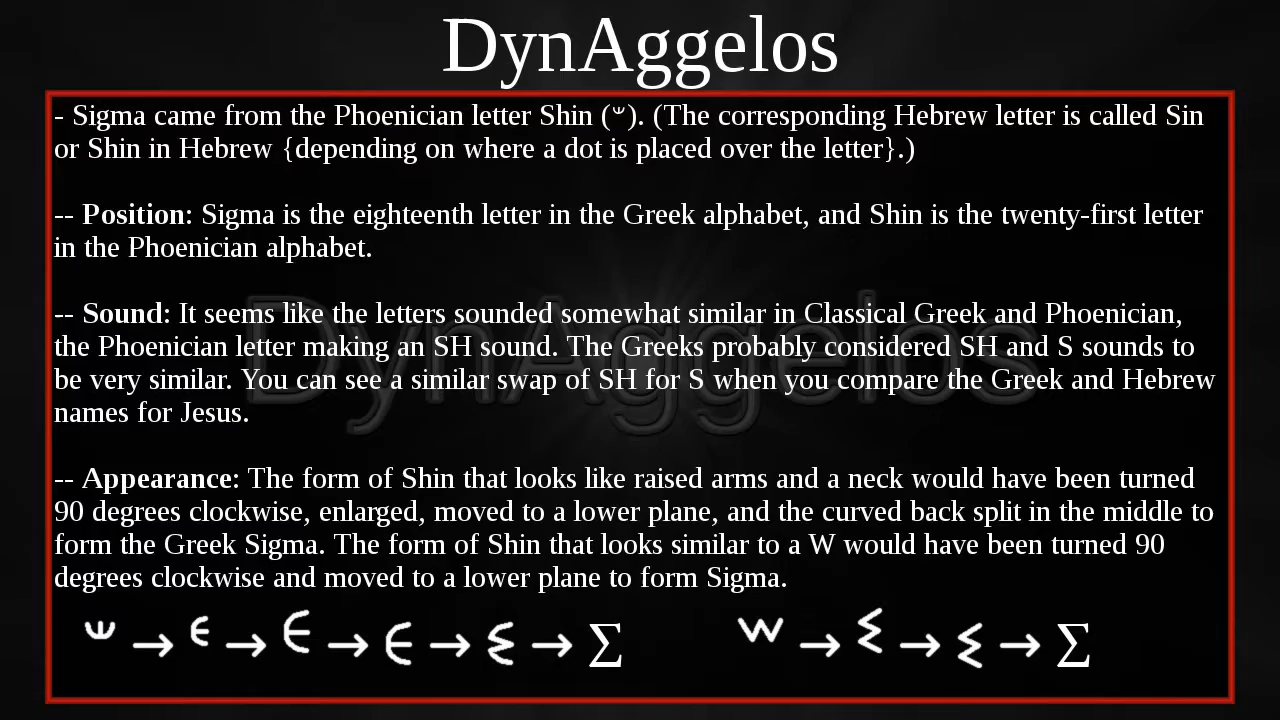 DynAggelos
- Sigma came from the Phoenician letter Shin (𐤔). (The corresponding Hebrew letter is called Sin
or Shin in Hebrew {depending on where a dot is placed over the letter}.)
-- Position: Sigma is the eighteenth letter in the Greek alphabet, and Shin is the twenty-first letter
in the Phoenician alphabet.
-- Sound: It seems like the letters sounded somewhat similar in Classical Greek and Phoenician,
the Phoenician letter making an SH sound. The Greeks probably considered SH and S sounds to
be very similar. You can see a similar swap of SH for S when you compare the Greek and Hebrew
names for Jesus.
-- Appearance: The form of Shin that looks like raised arms and a neck would have been turned
90 degrees clockwise, enlarged, moved to a lower plane, and the curved back split in the middle to
form the Greek Sigma. The form of Shin that looks similar to a W would have been turned 90
degrees clockwise and moved to a lower plane to form Sigma.
DynAggelos